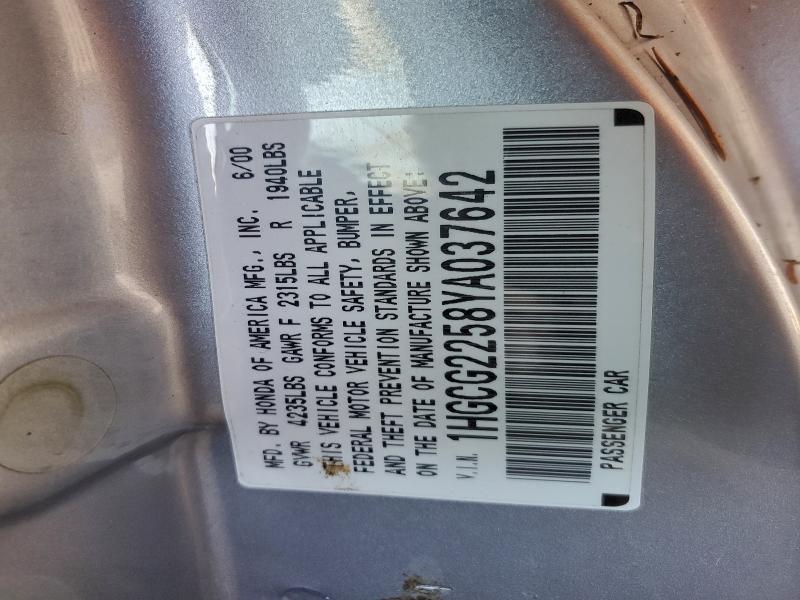 MFD. BY HONDA OF AMERICA MFG., INC. 6/00
GVWR 4235LBS GAWR F 2315LBS R 1940LBS
THIS VEHICLE CONFORMS TO ALL APPLICABLE
FEDERAL MOTOR VEHICLE SAFETY, BUMPER,
AND THEFT PREVENTION STANDARDS IN EFFECT
ON THE DATE OF MANUFACTURE SHOWN ABOVE:
V.I.N. 1HGCG2258YA037642
PASSENGER CAR
R